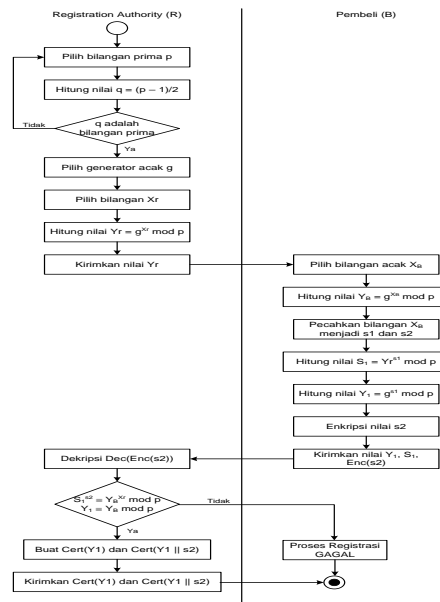 Registration Authority (R)
Pembeli (B)
Pilih bilangan prima p
Hitung nilai q = (p – 1)/2
Tidak
q adalah
bilangan prima
Ya
Pilih generator acak g
Pilih bilangan Xr
Hitung nilai Yr = g^Xr mod p
Kirimkan nilai Yr
Pilih bilangan acak X_B
Hitung nilai Y_B = g^X_B mod p
Pecahkan bilangan X_B
menjadi s1 dan s2
Hitung nilai S_1 = Yr^s1 mod p
Hitung nilai Y_1 = g^s1 mod p
Enkripsi nilai s2
Kirimkan nilai Y_1, S_1,
Enc(s2)
Dekripsi Dec(Enc(s2))
S_1^s2 = Y_B^Xr mod p
Y_1 = Y_B mod p
Tidak
Ya
Proses Registrasi
GAGAL
Buat Cert(Y1) dan Cert(Y1 || s2)
Kirimkan Cert(Y1) dan Cert(Y1 || s2)